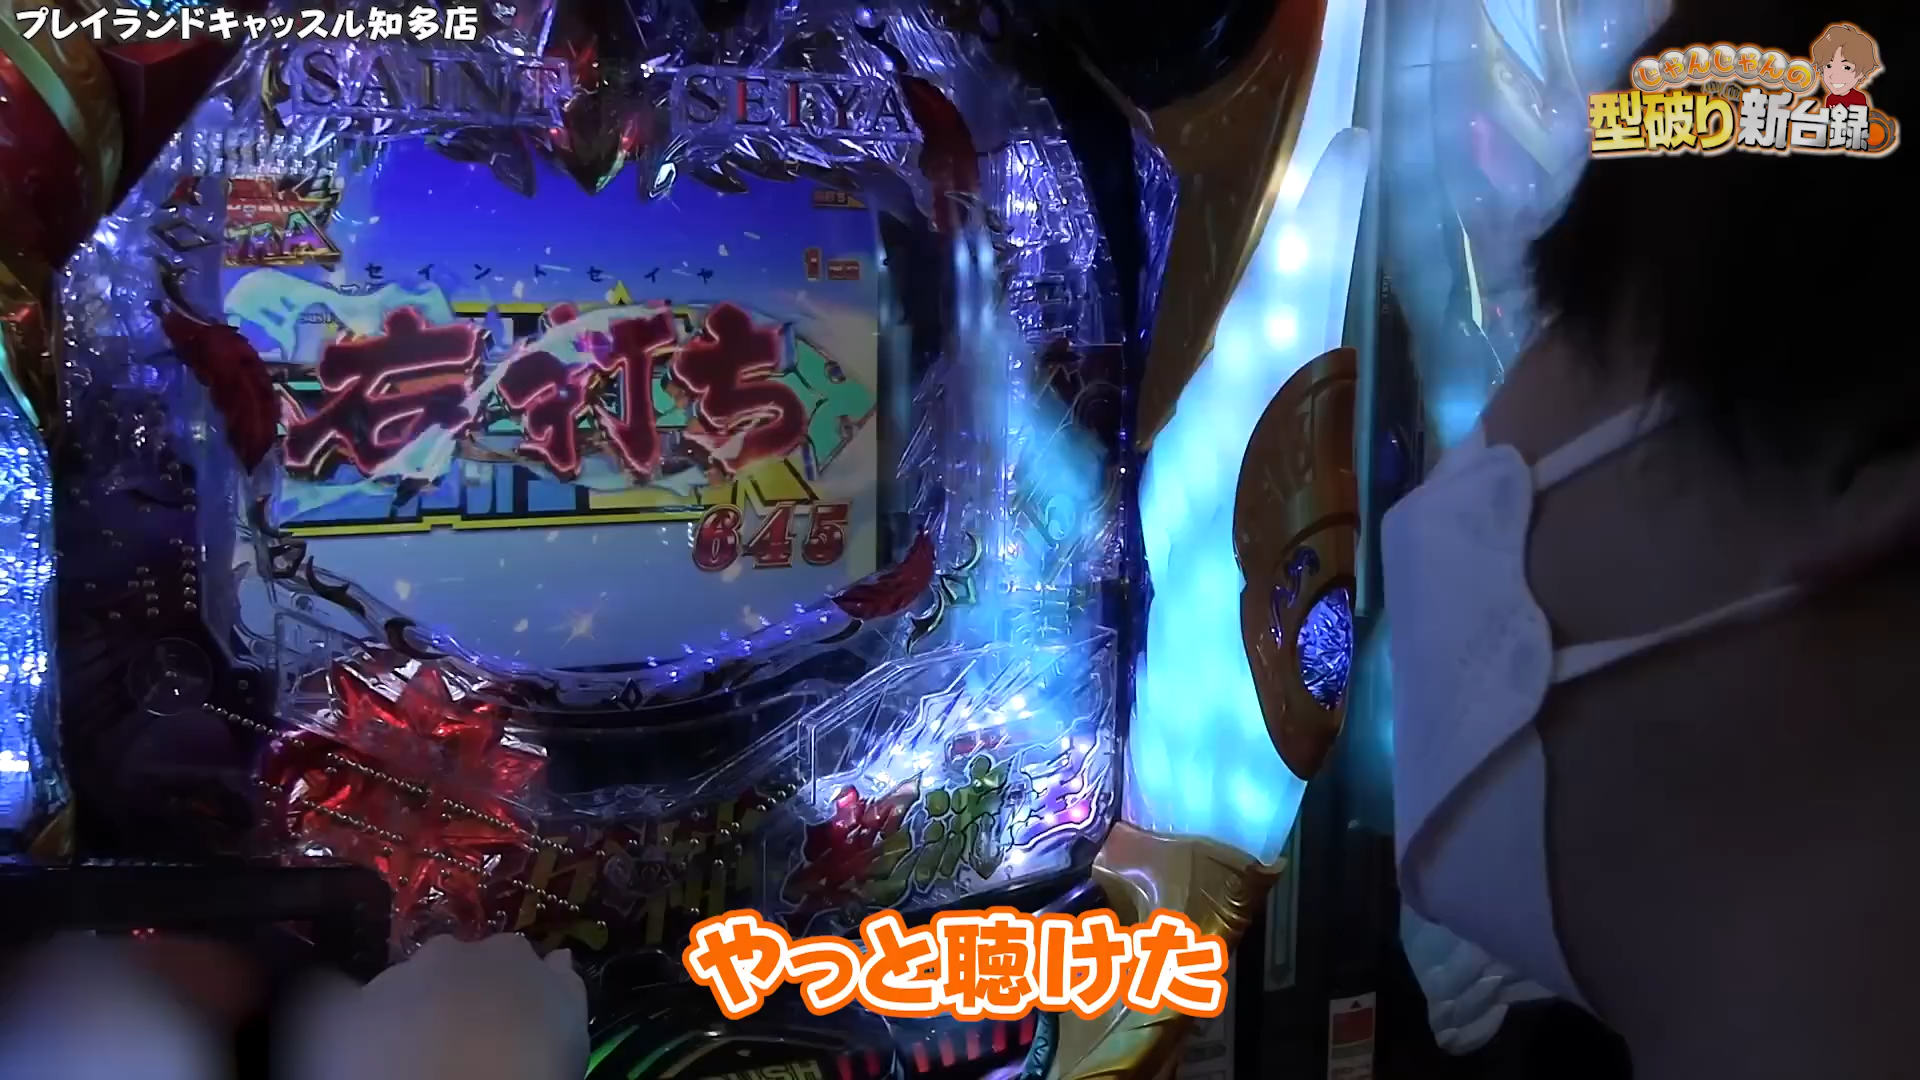 プレイランドキャッスル知多店
じゃんじゃんの
型破り新台録
SAINT SEIYA
セイントセイヤ
右打ち
645
やっと聴けた
PUSH